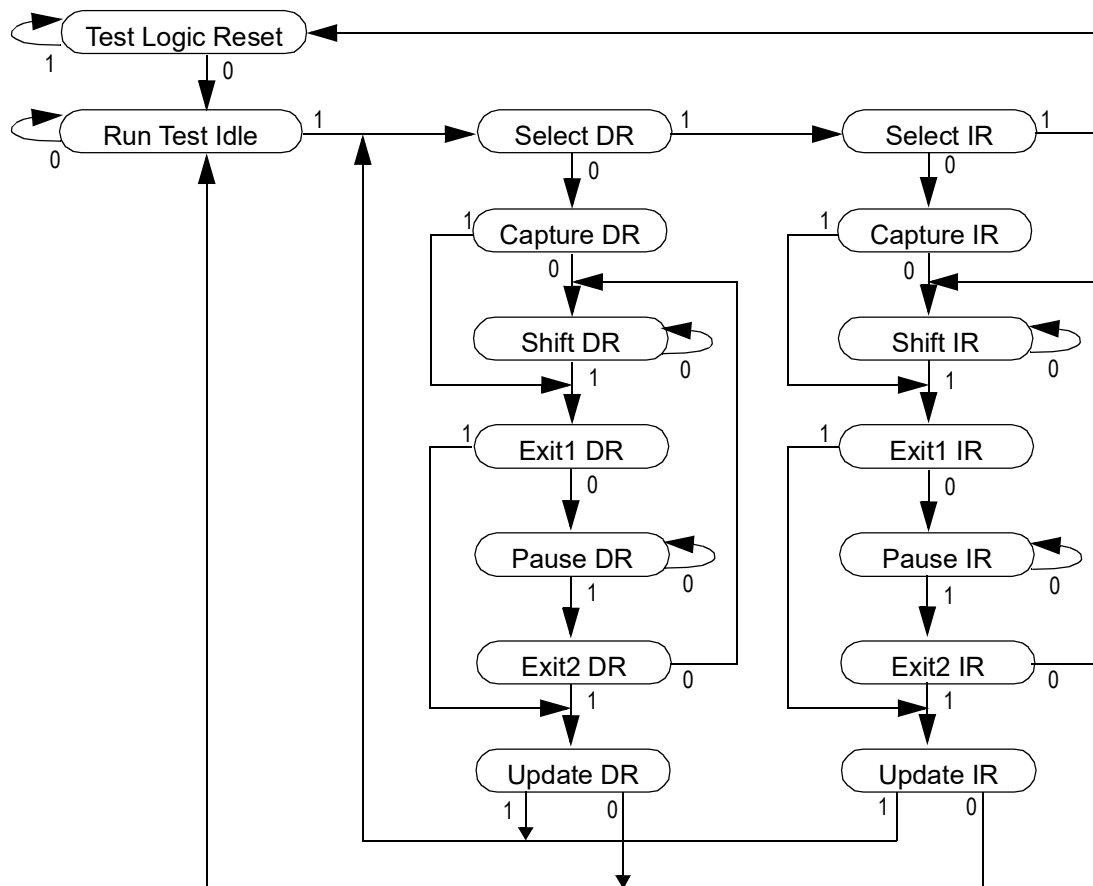 Test Logic Reset
1
0
Run Test Idle
0
1
Select DR
1
0
Select IR
1
0
Capture DR
1
0
Capture IR
1
0
Shift DR
0
1
Shift IR
0
1
Exit1 DR
1
0
Exit1 IR
1
0
Pause DR
0
1
Pause IR
0
1
Exit2 DR
0
1
Exit2 IR
0
1
Update DR
1
0
Update IR
1
0